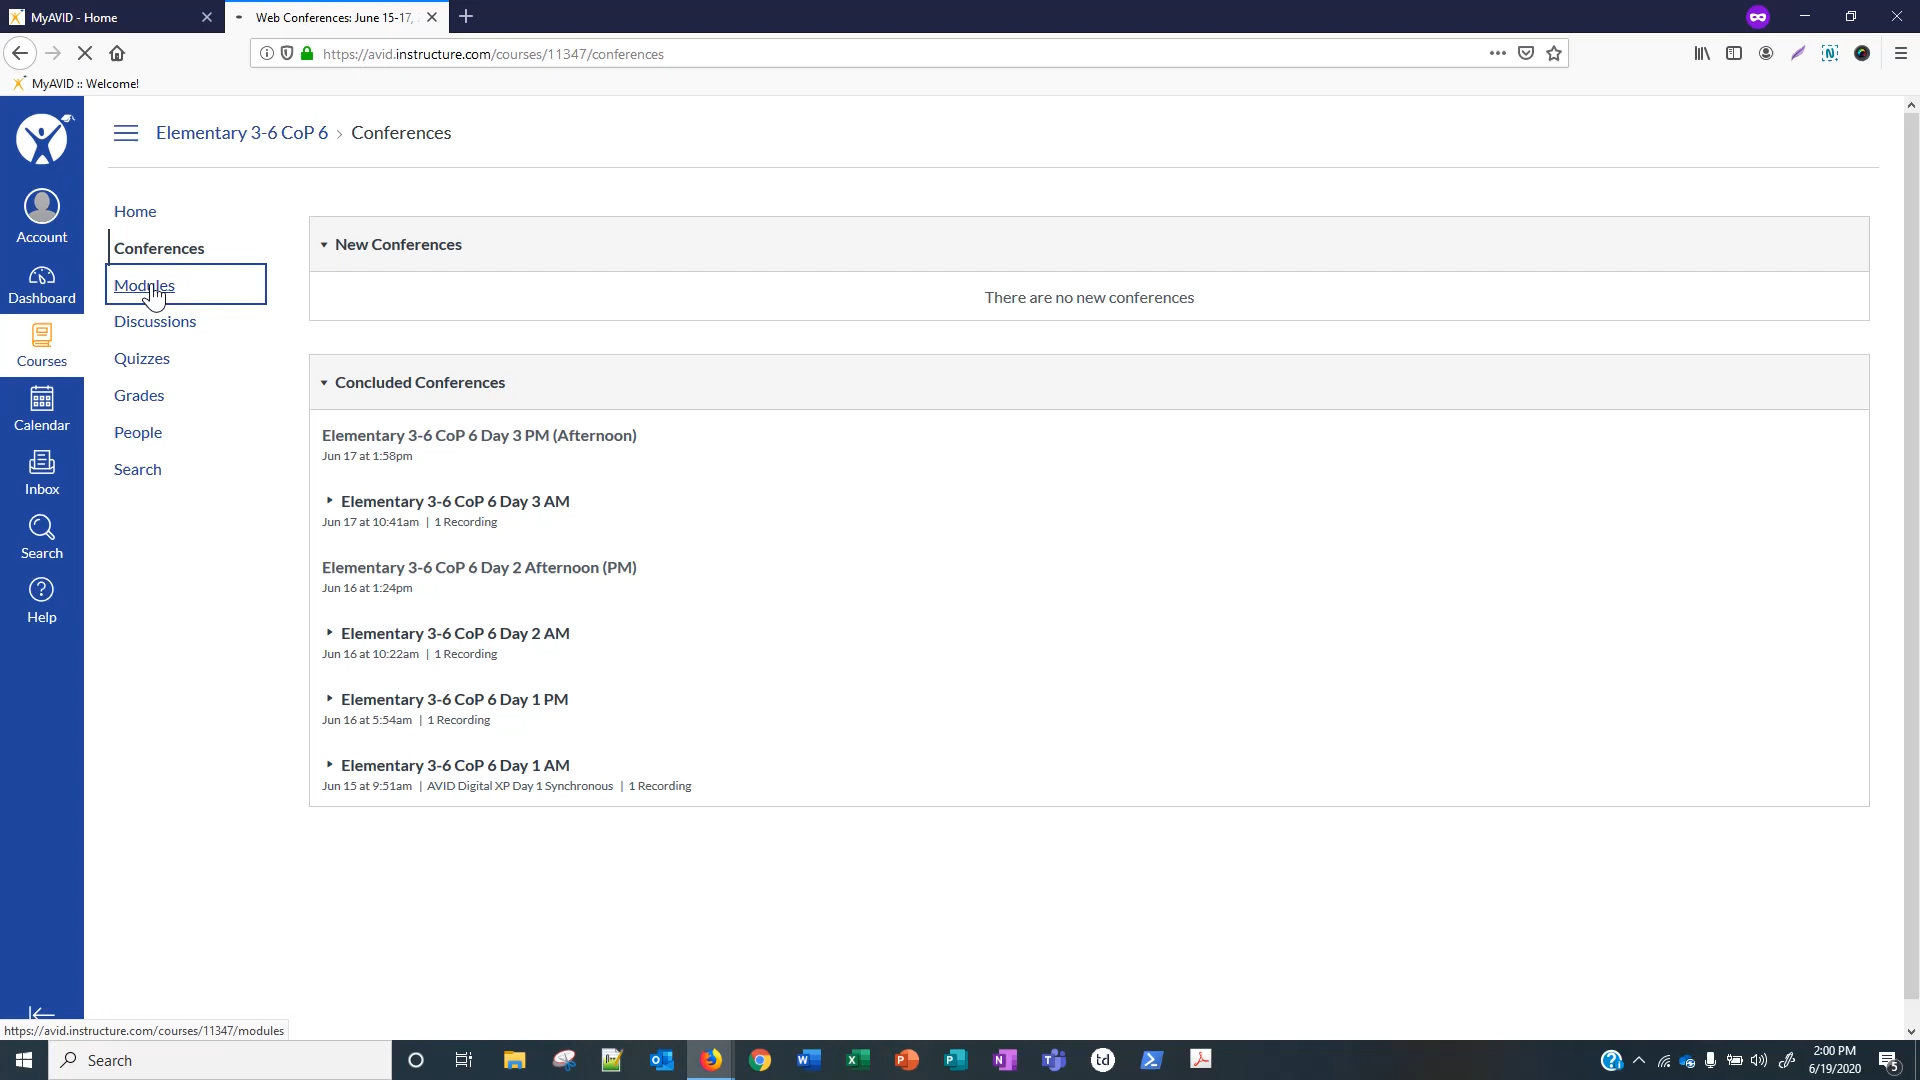 MyAVID - Home
Web Conferences: June 15-17,
https://avid.instructure.com/courses/11347/conferences
MyAVID :: Welcome!
Elementary 3-6 CoP 6 › Conferences
Account
Dashboard
Courses
Calendar
Inbox
Search
Help
Home
Conferences
Modules
Discussions
Quizzes
Grades
People
Search
New Conferences
There are no new conferences
Concluded Conferences
Elementary 3-6 CoP 6 Day 3 PM (Afternoon)
Jun 17 at 1:58pm
Elementary 3-6 CoP 6 Day 3 AM
Jun 17 at 10:41am | 1 Recording
Elementary 3-6 CoP 6 Day 2 Afternoon (PM)
Jun 16 at 1:24pm
Elementary 3-6 CoP 6 Day 2 AM
Jun 16 at 10:22am | 1 Recording
Elementary 3-6 CoP 6 Day 1 PM
Jun 16 at 5:54am | 1 Recording
Elementary 3-6 CoP 6 Day 1 AM
Jun 15 at 9:51am | AVID Digital XP Day 1 Synchronous | 1 Recording
https://avid.instructure.com/courses/11347/modules
Search
td
2:00 PM
6/19/2020
5